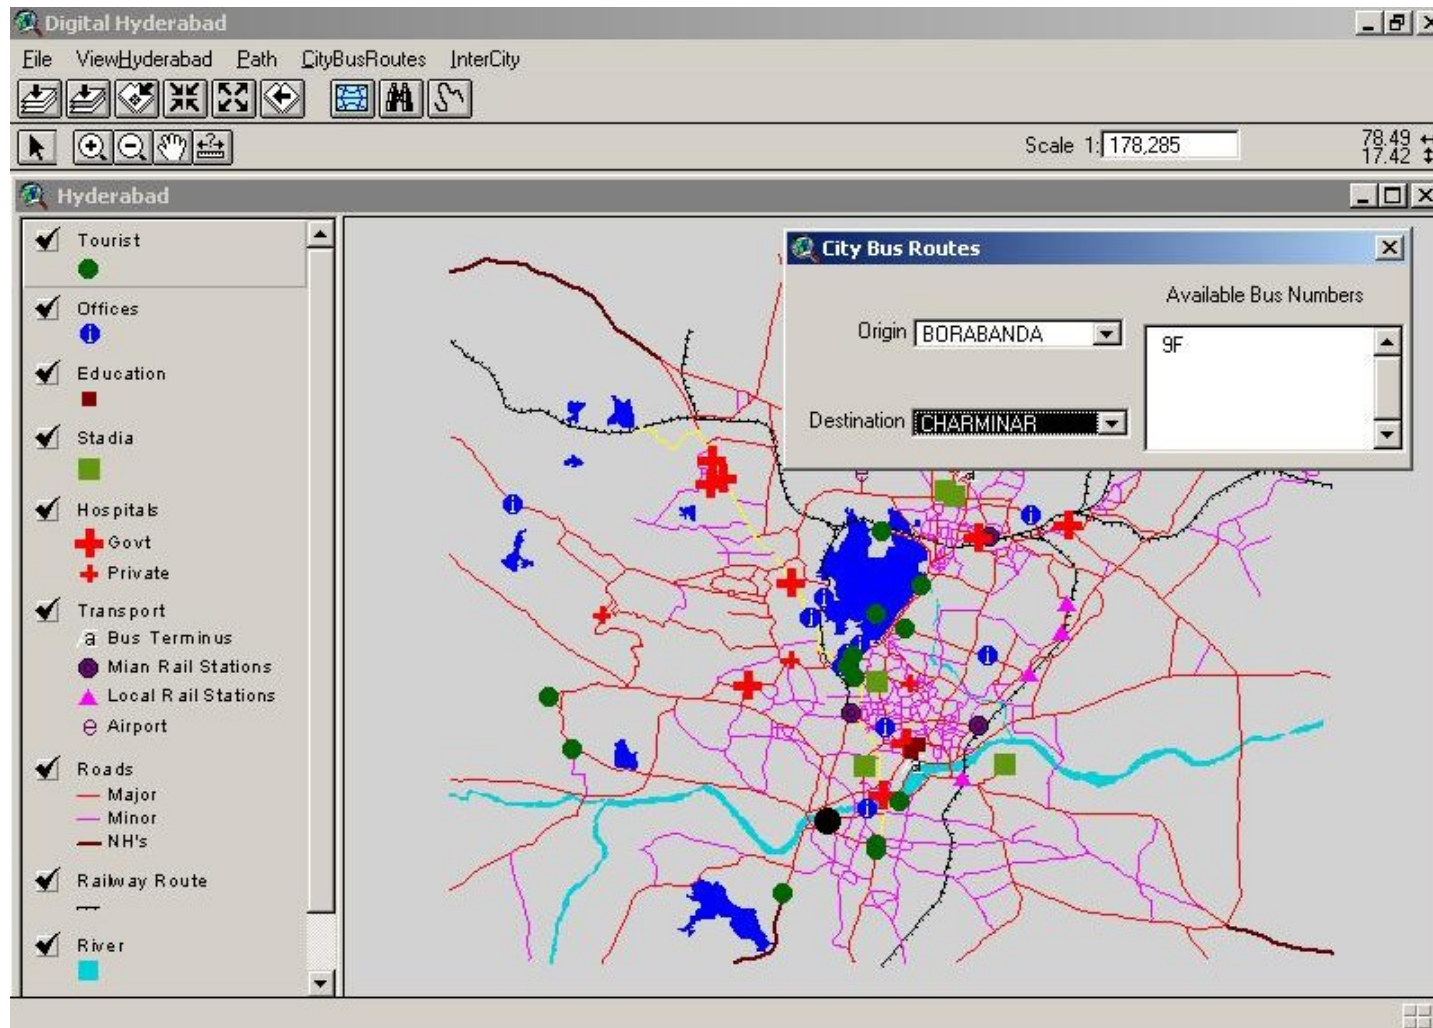 Digital Hyderabad
File ViewHyderabad Path CityBusRoutes InterCity
Scale 1: 178,285
78.49
17.42
Hyderabad
Tourist
Offices
i
Education
Stadia
Hospitals
Govt
Private
Transport
a Bus Terminus
Mian Rail Stations
Local Rail Stations
e Airport
Roads
Major
Minor
NH's
Railway Route
River
City Bus Routes
Available Bus Numbers
Origin BORABANDA
9F
Destination CHARMINAR